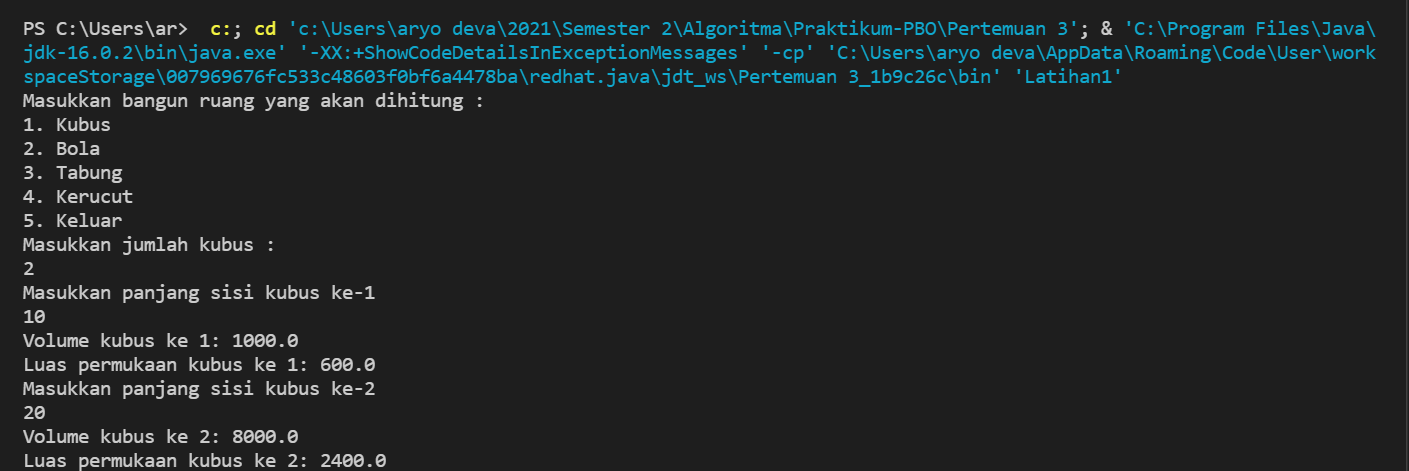 PS C:\Users\ar>  c:; cd 'c:\Users\aryo deva\2021\Semester 2\Algoritma\Praktikum-PBO\Pertemuan 3'; & 'C:\Program Files\Java\
jdk-16.0.2\bin\java.exe' '-XX:+ShowCodeDetailsInExceptionMessages' '-cp' 'C:\Users\aryo deva\AppData\Roaming\Code\User\work
spaceStorage\007969676fc533c48603f0bf6a4478ba\redhat.java\jdt_ws\Pertemuan 3_1b9c26c\bin' 'Latihan1'
Masukkan bangun ruang yang akan dihitung :
1. Kubus
2. Bola
3. Tabung
4. Kerucut
5. Keluar
Masukkan jumlah kubus :
2
Masukkan panjang sisi kubus ke-1
10
Volume kubus ke 1: 1000.0
Luas permukaan kubus ke 1: 600.0
Masukkan panjang sisi kubus ke-2
20
Volume kubus ke 2: 8000.0
Luas permukaan kubus ke 2: 2400.0